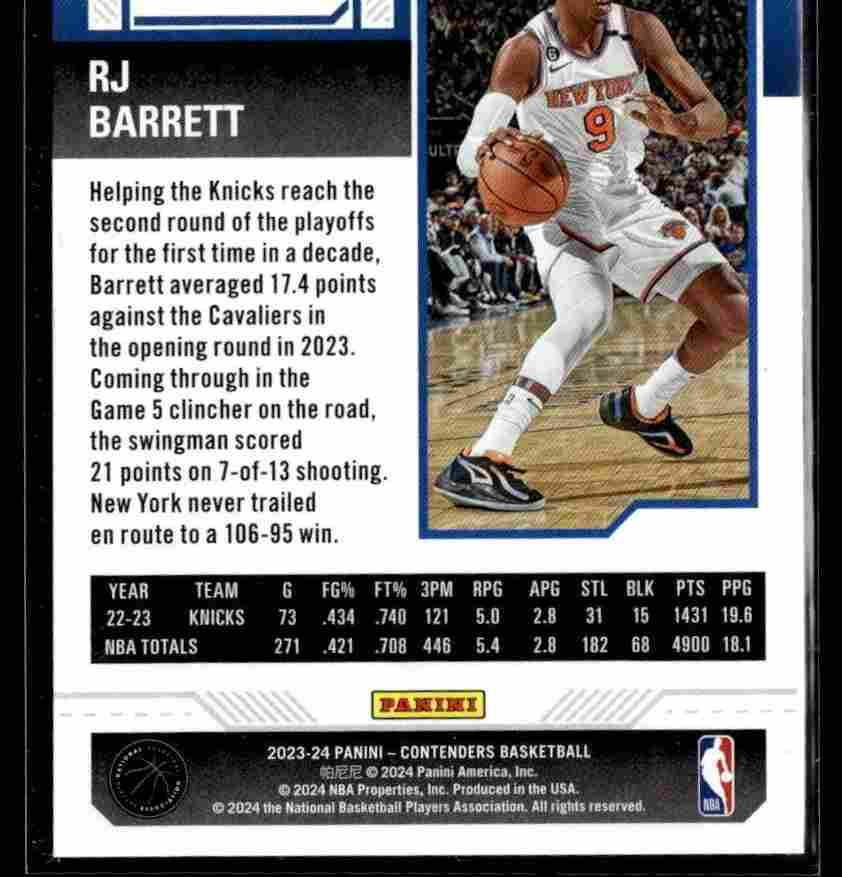 RJ
BARRETT
NEW YORK
9
6
Helping the Knicks reach the
second round of the playoffs
for the first time in a decade,
Barrett averaged 17.4 points
against the Cavaliers in
the opening round in 2023.
Coming through in the
Game 5 clincher on the road,
the swingman scored
21 points on 7-of-13 shooting.
New York never trailed
en route to a 106-95 win.
YEAR TEAM G FG% FT% 3PM RPG APG STL BLK PTS PPG
22-23 KNICKS 73 .434 .740 121 5.0 2.8 31 15 1431 19.6
NBA TOTALS 271 .421 .708 446 5.4 2.8 182 68 4900 18.1
PANINI
2023-24 PANINI – CONTENDERS BASKETBALL
帕尼尼 © 2024 Panini America, Inc.
© 2024 NBA Properties, Inc. Produced in the USA.
© 2024 the National Basketball Players Association. All rights reserved.
NATIONAL BASKETBALL
ASSOCIATION
NBA